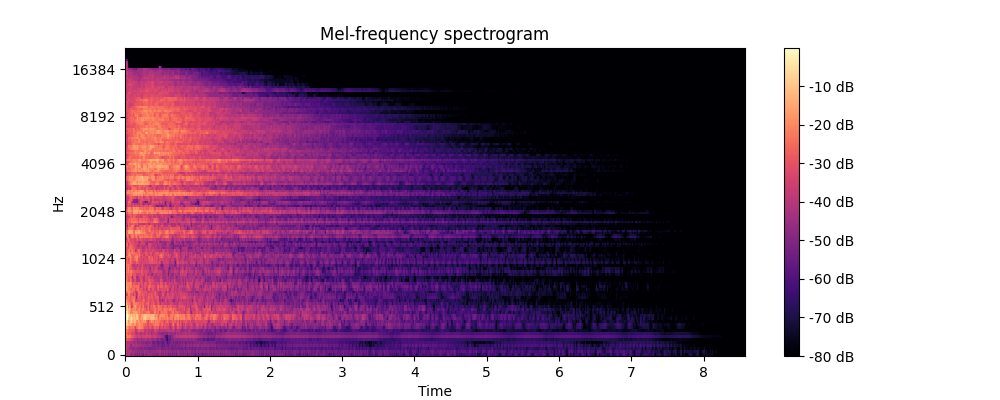 Mel-frequency spectrogram
Hz
16384
8192
4096
2048
1024
512
0
0 1 2 3 4 5 6 7 8
Time
-10 dB
-20 dB
-30 dB
-40 dB
-50 dB
-60 dB
-70 dB
-80 dB